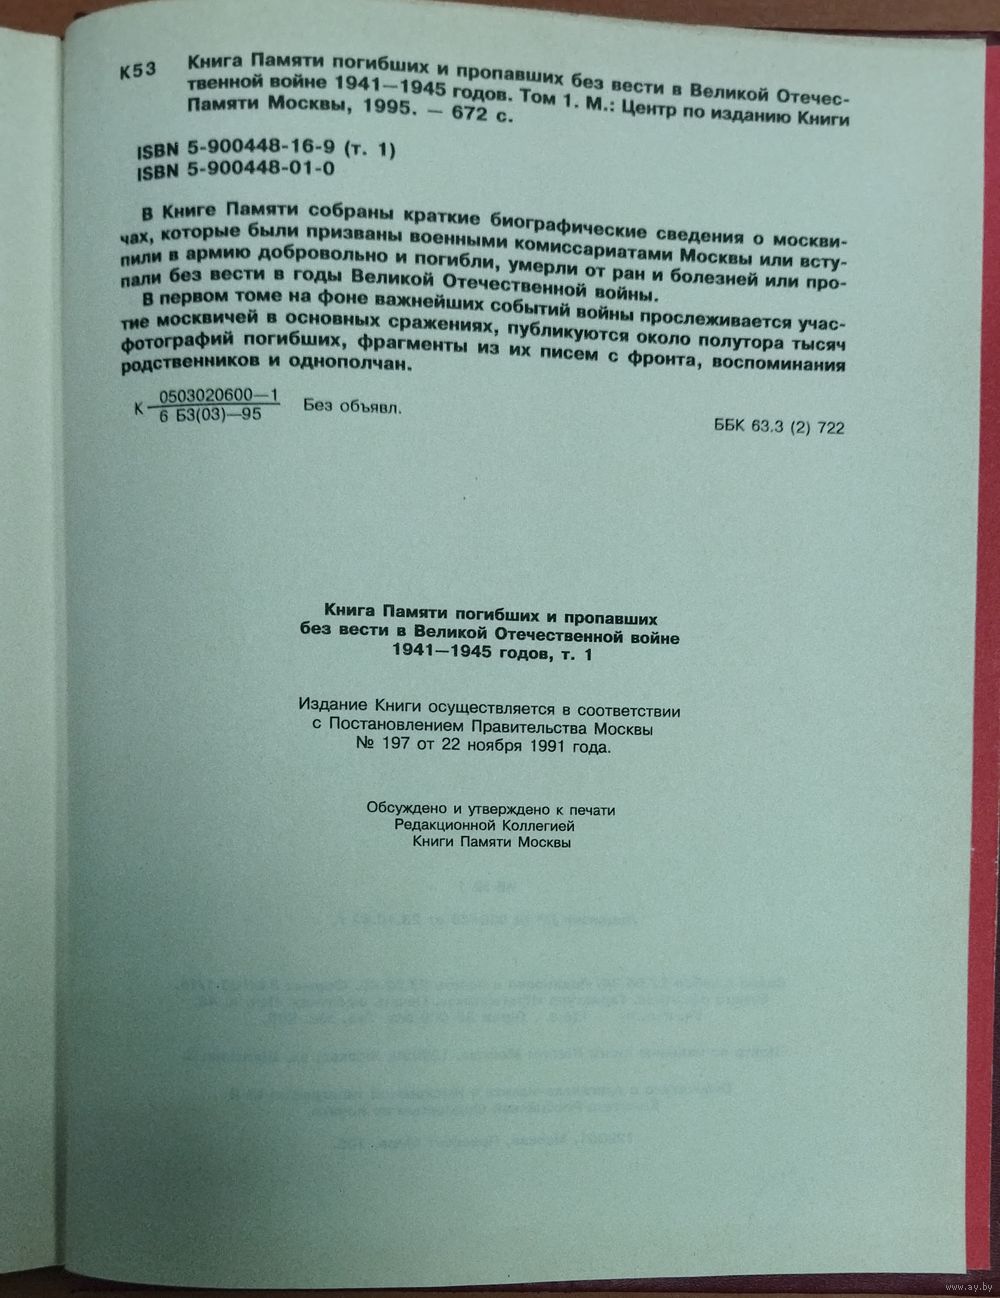 К53
Книга Памяти погибших и пропавших без вести в Великой Отечес-
твенной войне 1941—1945 годов. Том 1. М.: Центр по изданию Книги
Памяти Москвы, 1995. — 672 с.
ISBN 5-900448-16-9 (т. 1)
ISBN 5-900448-01-0
В Книге Памяти собраны краткие биографические сведения о москви-
чах, которые были призваны военными комиссариатами Москвы или всту-
пили в армию добровольно и погибли, умерли от ран и болезней или про-
пали без вести в годы Великой Отечественной войны.
В первом томе на фоне важнейших событий войны прослеживается учас-
тие москвичей в основных сражениях, публикуются около полутора тысяч
фотографий погибших, фрагменты из их писем с фронта, воспоминания
родственников и однополчан.
К 0503020600—1
6 Б3(03)—95
Без объявл.
ББК 63.3 (2) 722
Книга Памяти погибших и пропавших
без вести в Великой Отечественной войне
1941—1945 годов, т. 1
Издание Книги осуществляется в соответствии
с Постановлением Правительства Москвы
№ 197 от 22 ноября 1991 года.
Обсуждено и утверждено к печати
Редакционной Коллегией
Книги Памяти Москвы
www.ay.by